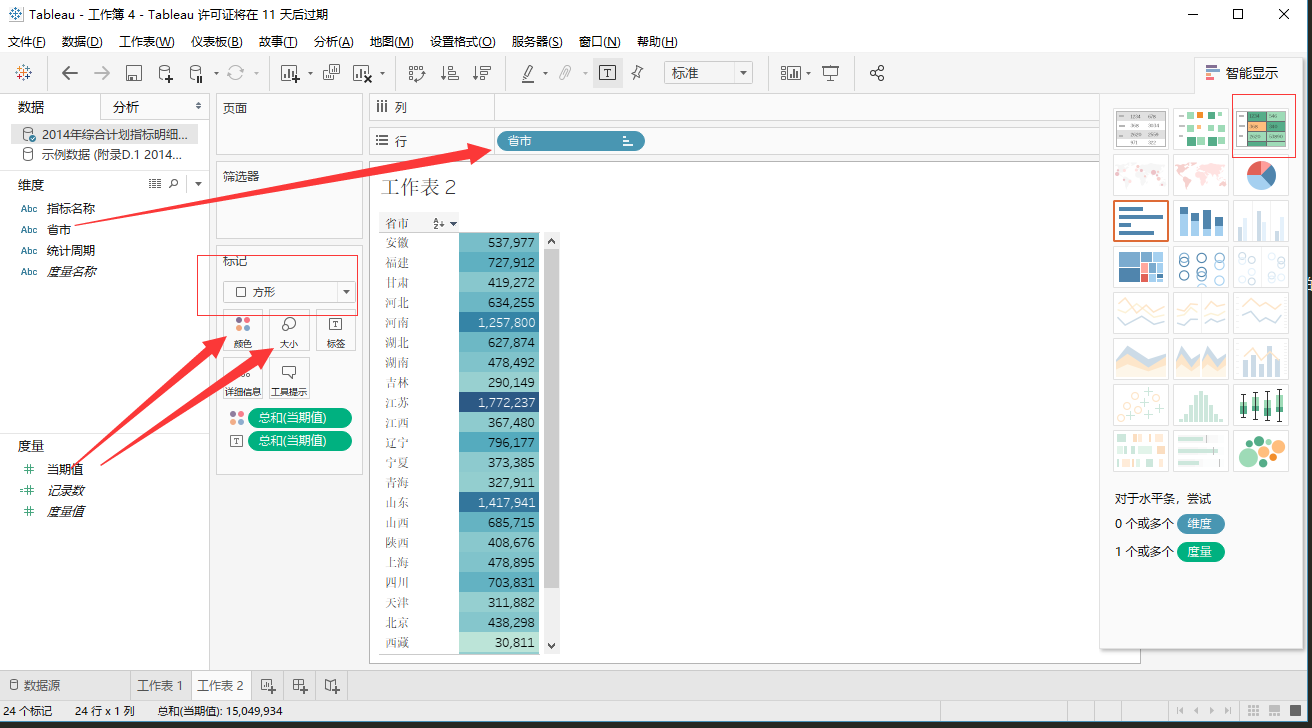 Tableau - 工作簿 4 - Tableau 许可证将在 11 天后过期
文件(F) 数据(D) 工作表(W) 仪表板(B) 故事(T) 分析(A) 地图(M) 设置格式(O) 服务器(S) 窗口(N) 帮助(H)
标准
智能显示
数据 分析
2014年综合计划指标明细...
示例数据 (附录D.1 2014...
维度
Abc 指标名称
Abc 省市
Abc 统计周期
Abc 度量名称
度量
当期值
记录数
度量值
页面
筛选器
标记
方形
颜色 大小 标签
详细信息 工具提示
总和(当期值)
总和(当期值)
列
行 省市
工作表 2
省市
安徽 537,977
福建 727,912
甘肃 419,272
河北 634,255
河南 1,257,800
湖北 627,874
湖南 478,492
吉林 290,149
江苏 1,772,237
江西 367,480
辽宁 796,177
宁夏 373,385
青海 327,911
山东 1,417,941
山西 685,715
陕西 408,676
上海 478,895
四川 703,831
天津 311,882
北京 438,298
西藏 30,811
对于水平条，尝试
0 个或多个 维度
1 个或多个 度量
数据源 工作表 1 工作表 2
24 个标记 24 行 x 1 列 总和(当期值): 15,049,934